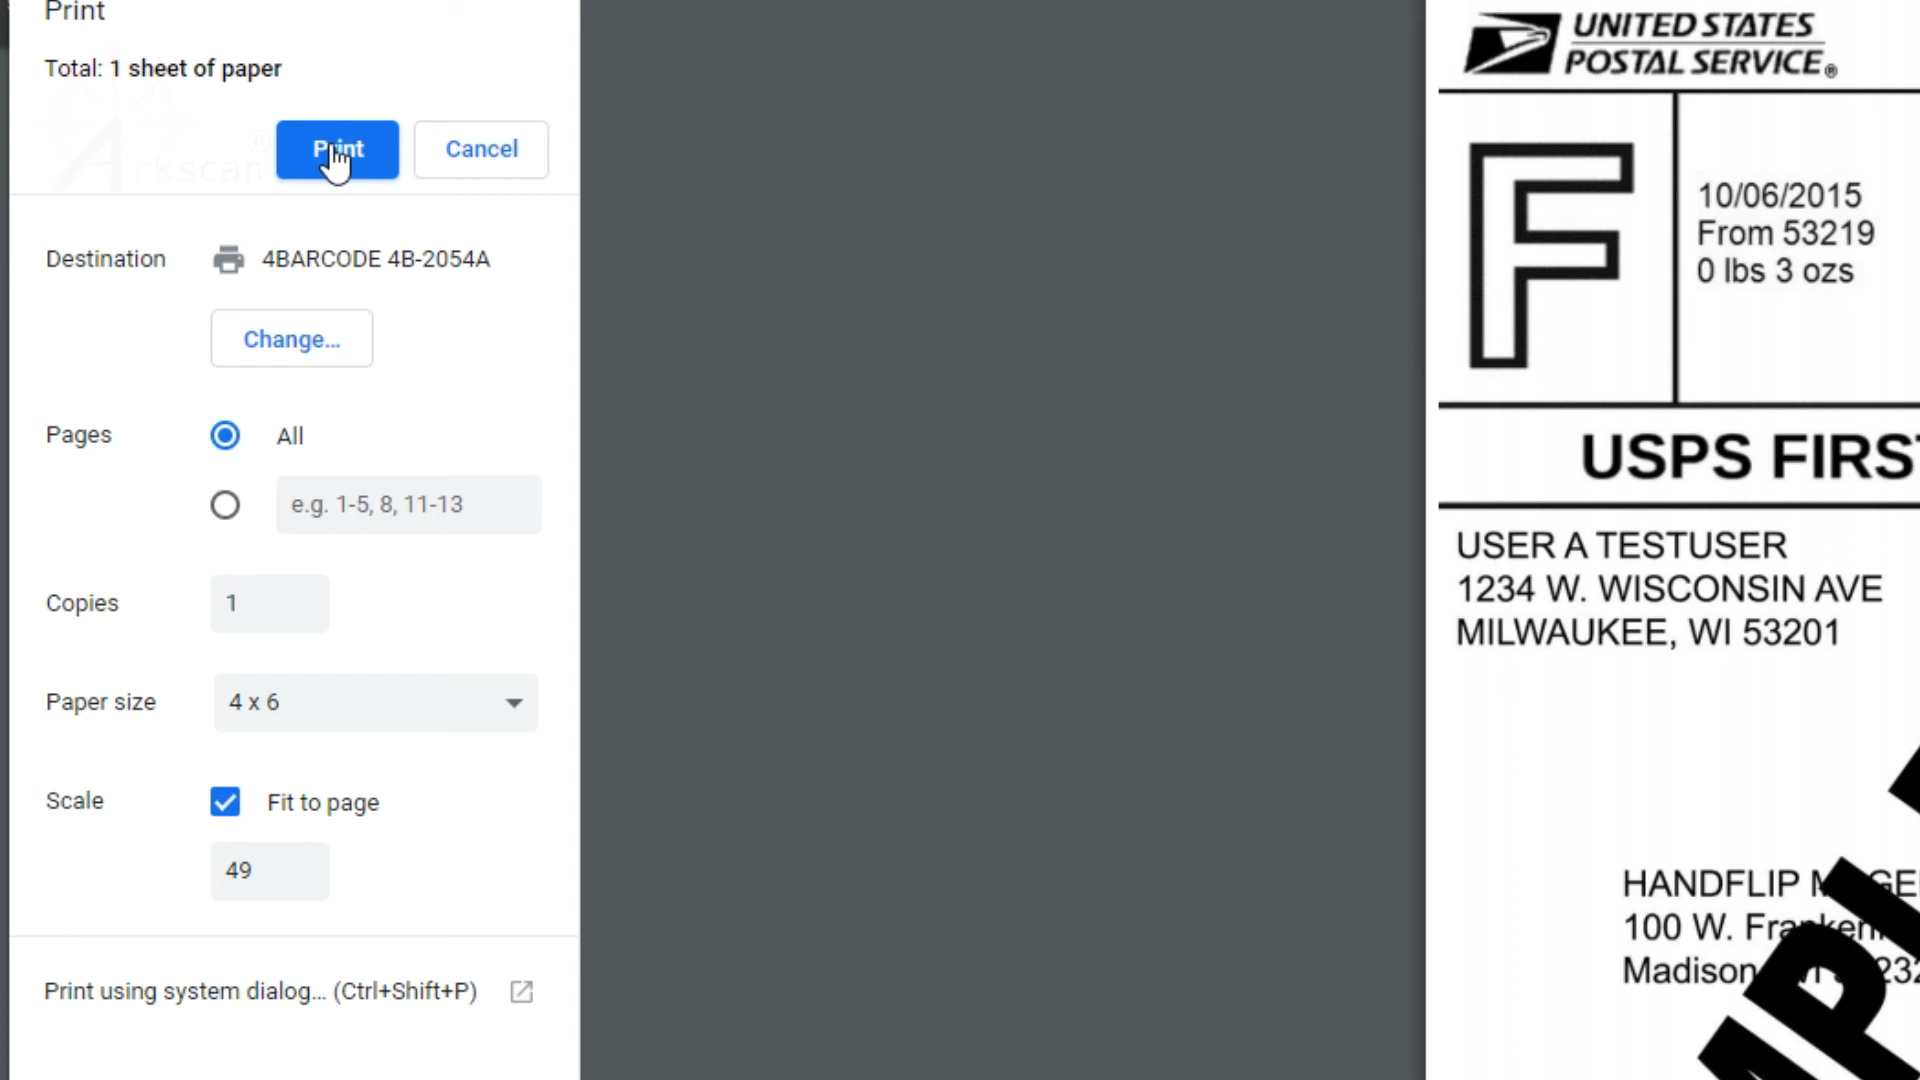 Print
Total: 1 sheet of paper
Arkscan®
Print
Cancel
Destination
4BARCODE 4B-2054A
Change...
Pages
All
e.g. 1-5, 8, 11-13
Copies
1
Paper size
4 x 6
Scale
Fit to page
49
Print using system dialog... (Ctrl+Shift+P)
UNITED STATES
POSTAL SERVICE®
F
10/06/2015
From 53219
0 lbs 3 ozs
USPS FIRST
USER A TESTUSER
1234 W. WISCONSIN AVE
MILWAUKEE, WI 53201
HANDFLIP
100 W.
Madison